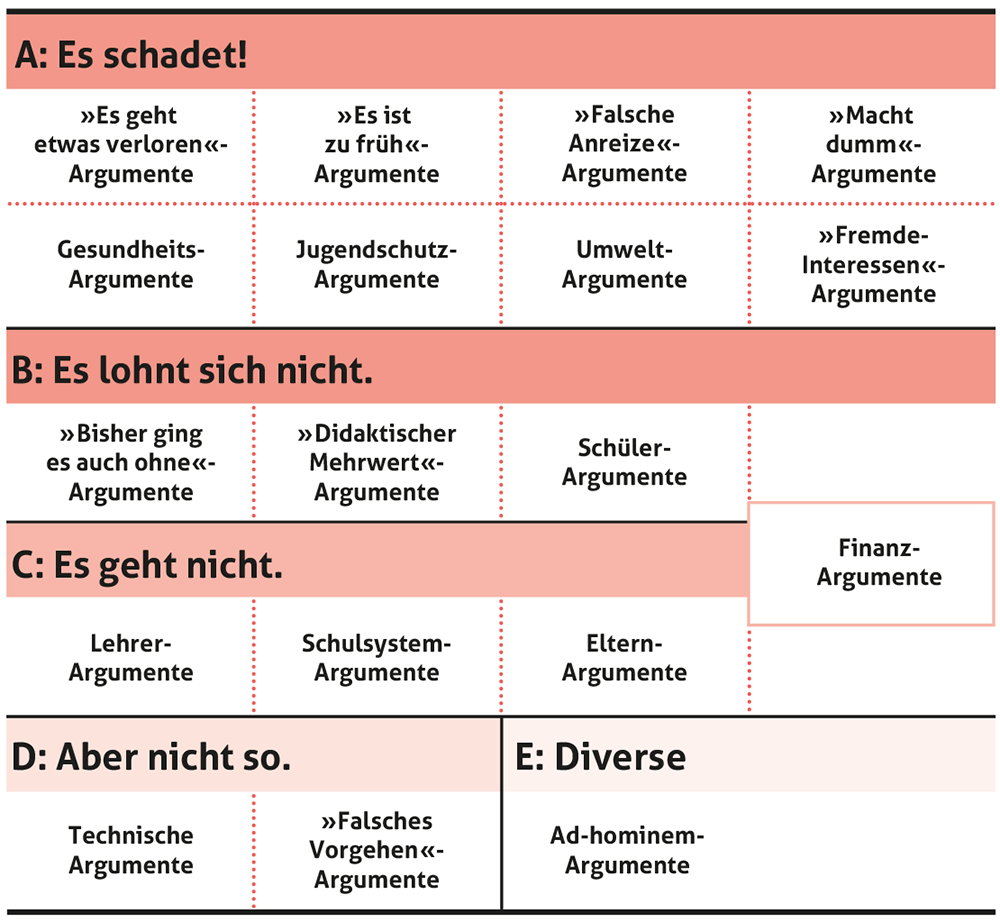 A: Es schadet!
»Es geht
etwas verloren«-
Argumente
»Es ist
zu früh«-
Argumente
»Falsche
Anreize«-
Argumente
»Macht
dumm«-
Argumente
Gesundheits-
Argumente
Jugendschutz-
Argumente
Umwelt-
Argumente
»Fremde-
Interessen«-
Argumente
B: Es lohnt sich nicht.
»Bisher ging
es auch ohne«-
Argumente
»Didaktischer
Mehrwert«-
Argumente
Schüler-
Argumente
Finanz-
Argumente
C: Es geht nicht.
Lehrer-
Argumente
Schulsystem-
Argumente
Eltern-
Argumente
D: Aber nicht so.
Technische
Argumente
»Falsches
Vorgehen«-
Argumente
E: Diverse
Ad-hominem-
Argumente